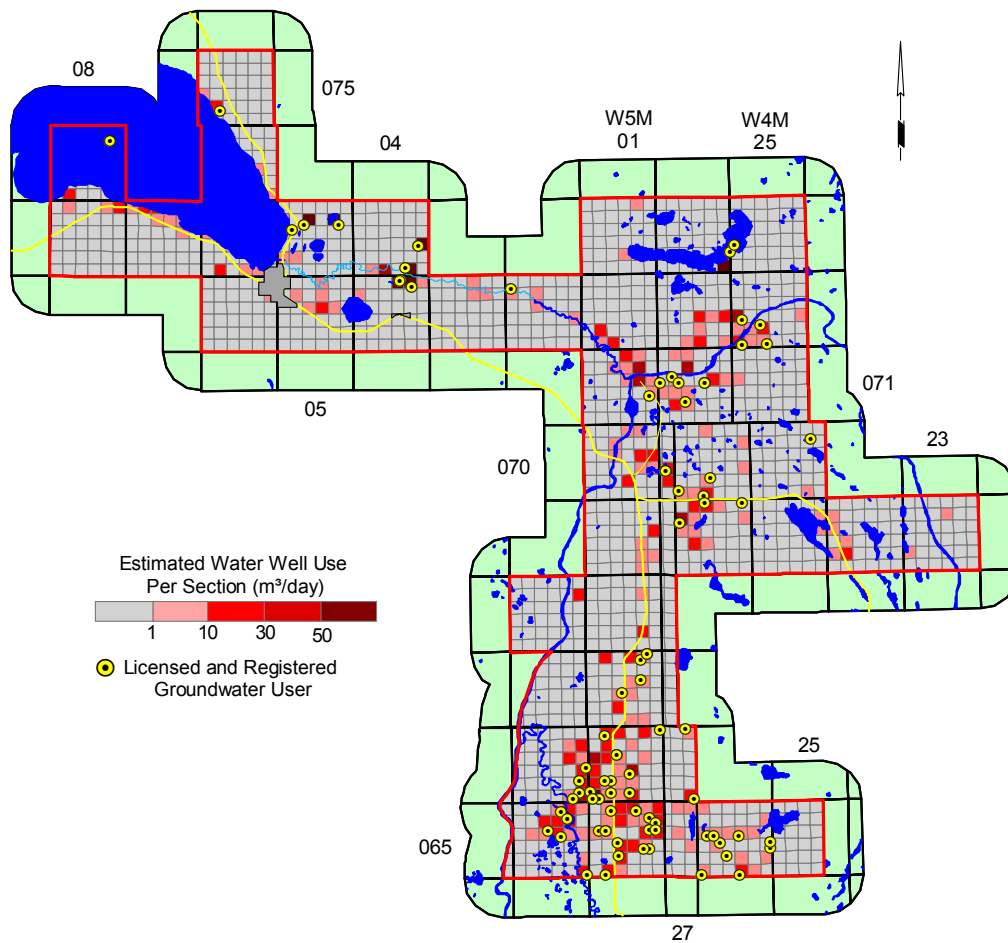 08
075
04
W5M
01
W4M
25
071
23
05
070
Estimated Water Well Use
Per Section (m³/day)
1 10 30 50
Licensed and Registered
Groundwater User
25
065
27